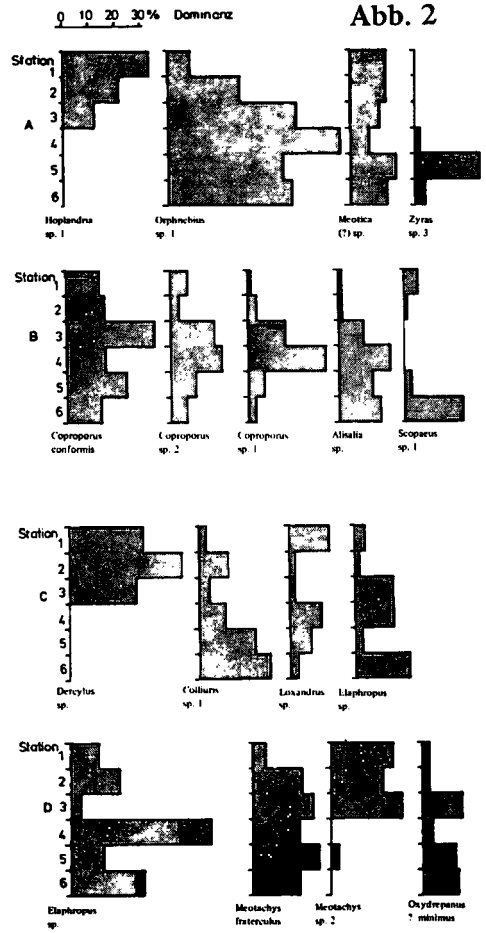 Abb. 2
0 10 20 30 % Dominanz
Station
1
2
3
A
4
5
6
Hoplandria
sp. 1
Orphnebius
sp. 1
Meotica
(?) sp.
Zyras
sp. 3
Station
1
2
B
3
4
5
6
Coproporus
conformis
Coproporus
sp. 2
Coproporus
sp. 1
Alisalia
sp.
Scopaeus
sp. 1
Station
1
2
C
3
4
5
6
Dercylus
sp.
Colliuris
sp. 1
Loxandrus
sp.
Elaphropus
sp.
Station
1
2
D
3
4
5
6
Elaphropus
sp.
Meotachys
fraterculus
Meotachys
sp. 2
Oxydrepanus
? minimus